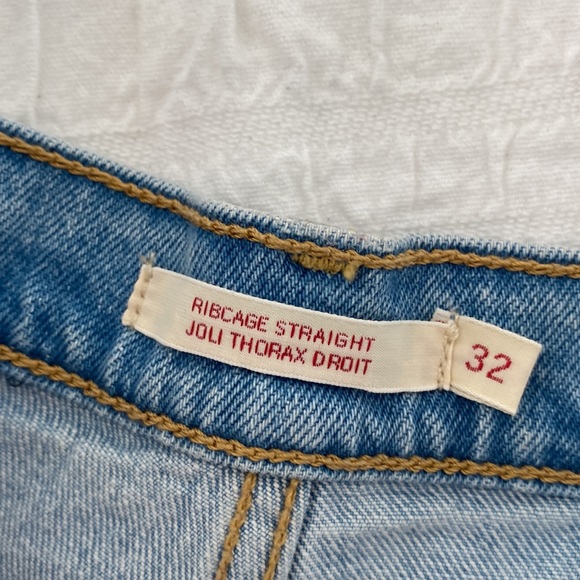 RIBCAGE STRAIGHT
JOLI THORAX DROIT
32